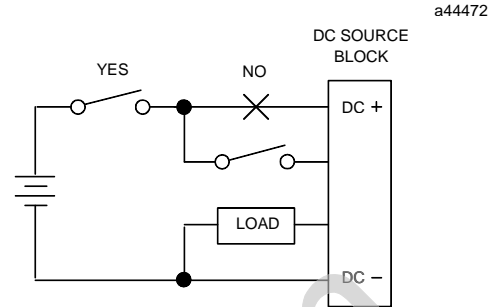 a44472
DC SOURCE
BLOCK
YES
NO
DC +
LOAD
DC −